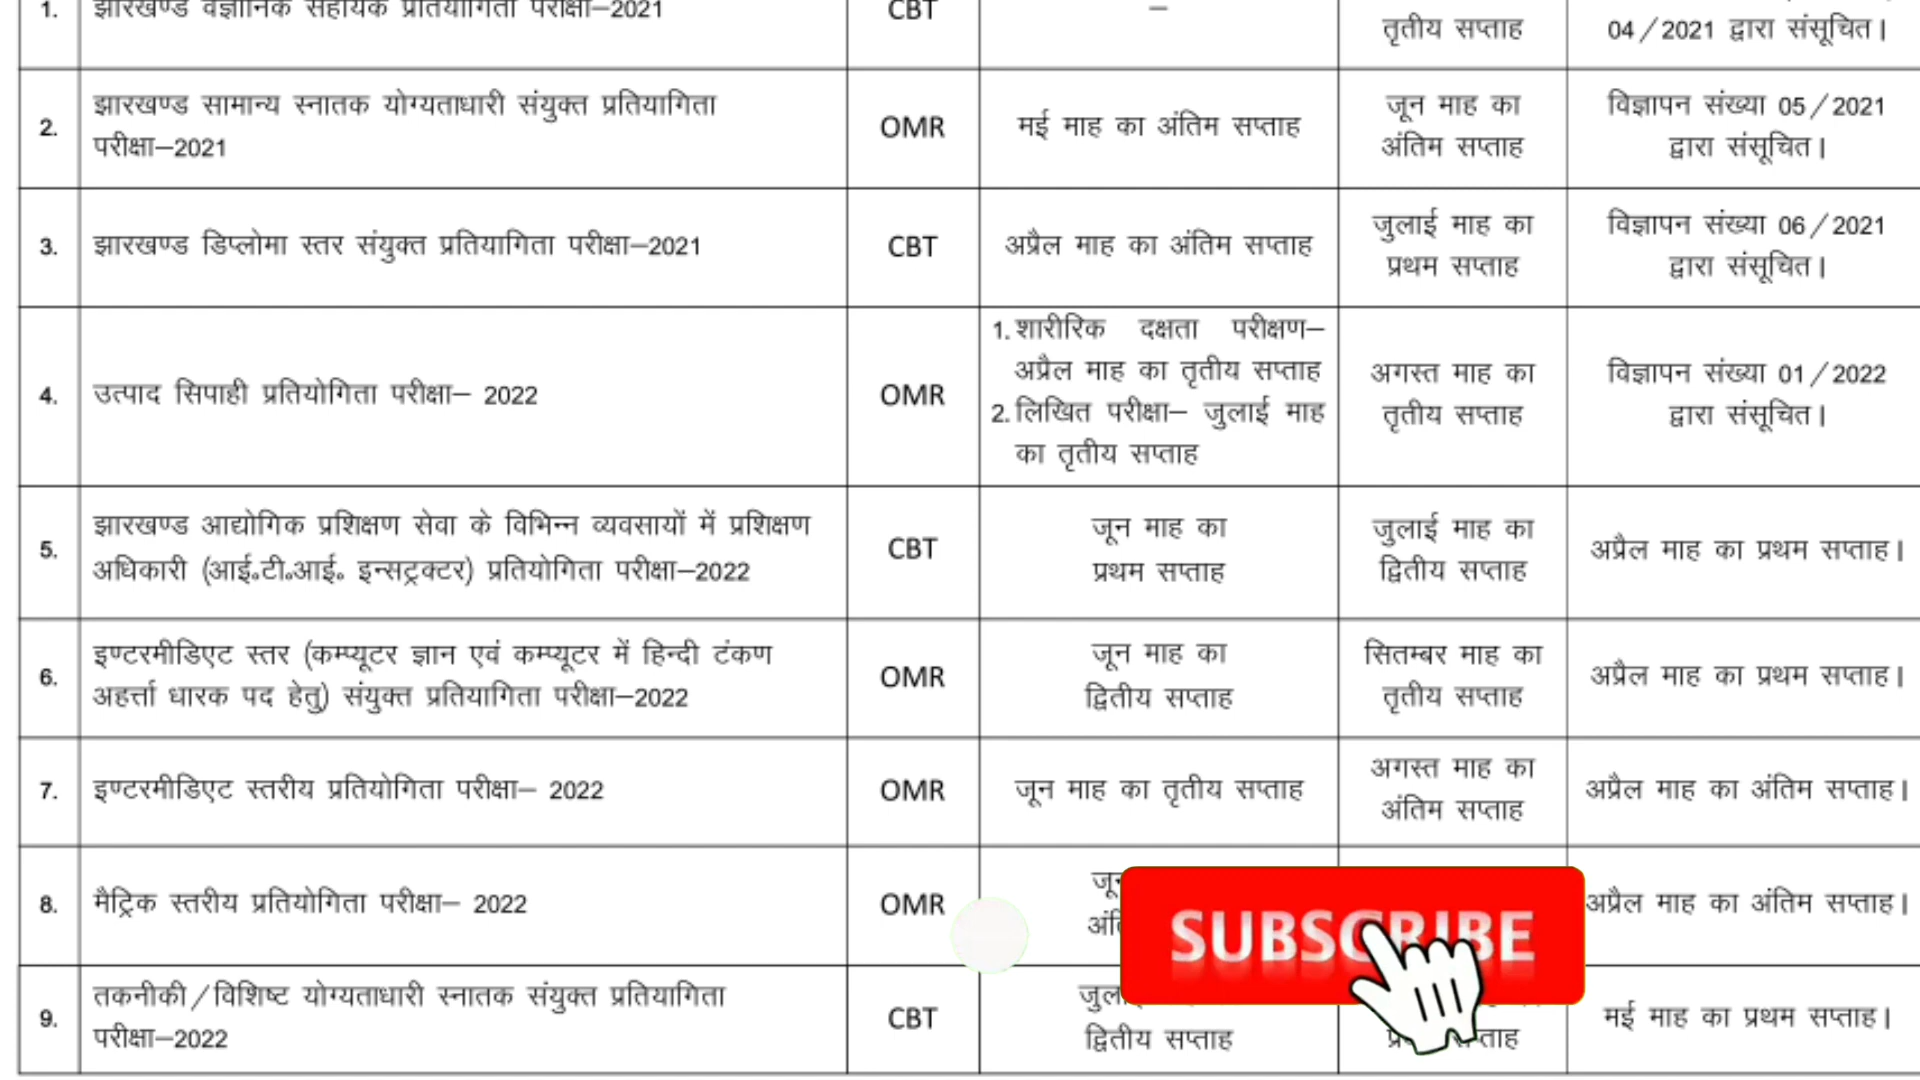 1.
झारखण्ड वैज्ञानिक सहायक प्रतियोगिता परीक्षा–2021
CBT
–
तृतीय सप्ताह
04/2021 द्वारा संसूचित।
2.
झारखण्ड सामान्य स्नातक योग्यताधारी संयुक्त प्रतियागिता
परीक्षा–2021
OMR
मई माह का अंतिम सप्ताह
जून माह का
अंतिम सप्ताह
विज्ञापन संख्या 05/2021
द्वारा संसूचित।
3.
झारखण्ड डिप्लोमा स्तर संयुक्त प्रतियागिता परीक्षा–2021
CBT
अप्रैल माह का अंतिम सप्ताह
जुलाई माह का
प्रथम सप्ताह
विज्ञापन संख्या 06/2021
द्वारा संसूचित।
4.
उत्पाद सिपाही प्रतियोगिता परीक्षा– 2022
OMR
1. शारीरिक दक्षता परीक्षण–
अप्रैल माह का तृतीय सप्ताह
2. लिखित परीक्षा– जुलाई माह
का तृतीय सप्ताह
अगस्त माह का
तृतीय सप्ताह
विज्ञापन संख्या 01/2022
द्वारा संसूचित।
5.
झारखण्ड आद्योगिक प्रशिक्षण सेवा के विभिन्न व्यवसायों में प्रशिक्षण
अधिकारी (आई॰टी॰आई॰ इन्सट्रक्टर) प्रतियोगिता परीक्षा–2022
CBT
जून माह का
प्रथम सप्ताह
जुलाई माह का
द्वितीय सप्ताह
अप्रैल माह का प्रथम सप्ताह।
6.
इण्टरमीडिएट स्तर (कम्प्यूटर ज्ञान एवं कम्प्यूटर में हिन्दी टंकण
अहर्त्ता धारक पद हेतु) संयुक्त प्रतियागिता परीक्षा–2022
OMR
जून माह का
द्वितीय सप्ताह
सितम्बर माह का
तृतीय सप्ताह
अप्रैल माह का प्रथम सप्ताह।
7.
इण्टरमीडिएट स्तरीय प्रतियोगिता परीक्षा– 2022
OMR
जून माह का तृतीय सप्ताह
अगस्त माह का
अंतिम सप्ताह
अप्रैल माह का अंतिम सप्ताह।
8.
मैट्रिक स्तरीय प्रतियोगिता परीक्षा– 2022
OMR
SUBSCRIBE
अप्रैल माह का अंतिम सप्ताह।
9.
तकनीकी/विशिष्ट योग्यताधारी स्नातक संयुक्त प्रतियागिता
परीक्षा–2022
CBT
द्वितीय सप्ताह
मई माह का प्रथम सप्ताह।